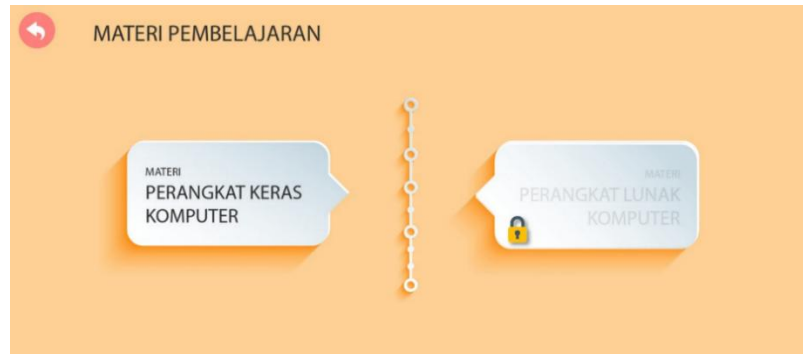 MATERI PEMBELAJARAN
MATERI
PERANGKAT KERAS
KOMPUTER
MATERI
PERANGKAT LUNAK
KOMPUTER